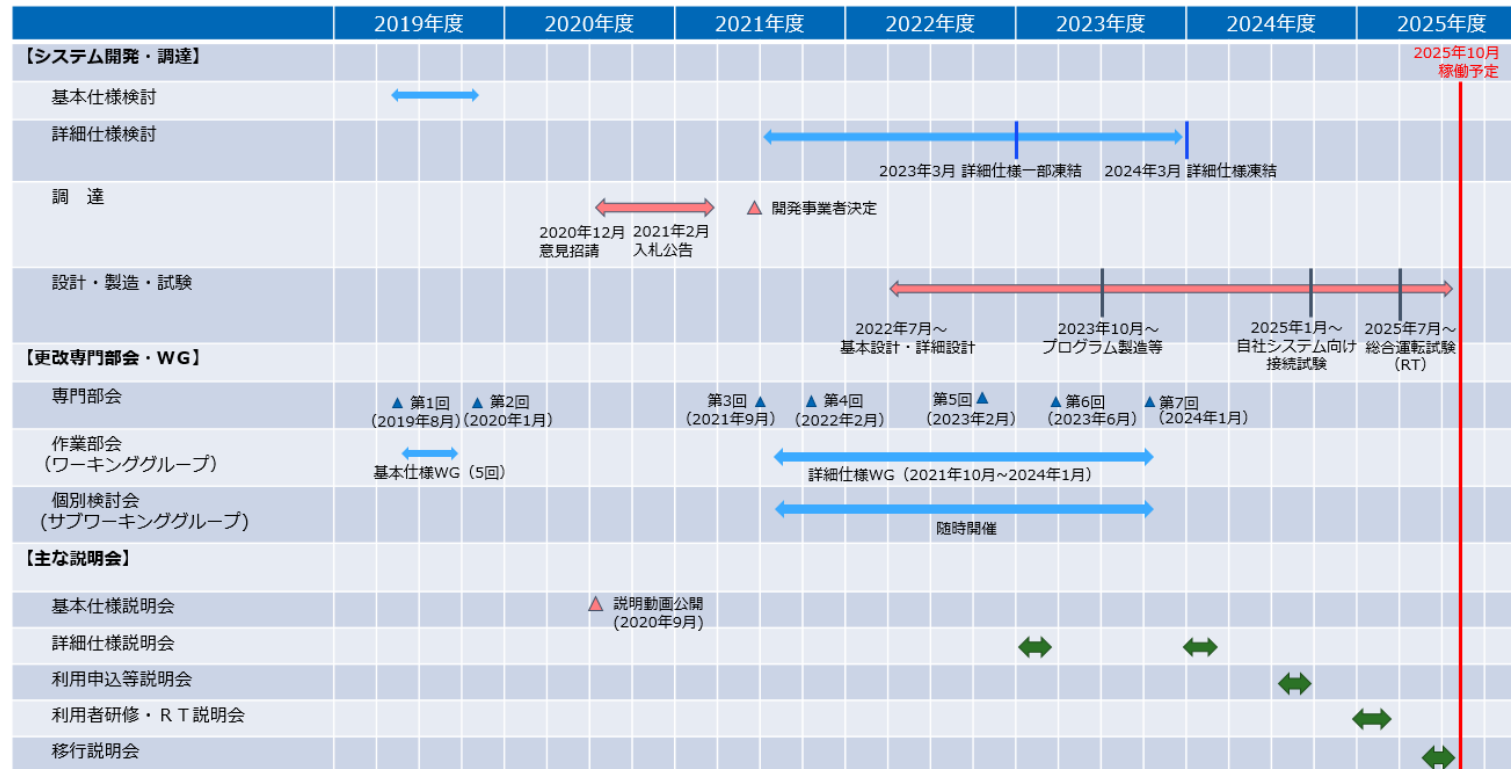 2019年度 2020年度 2021年度 2022年度 2023年度 2024年度 2025年度
【システム開発・調達】
2025年10月
稼働予定
基本仕様検討
詳細仕様検討
2023年3月 詳細仕様一部凍結 2024年3月 詳細仕様凍結
調　達
開発事業者決定
2020年12月
意見招請
2021年2月
入札公告
設計・製造・試験
2022年7月～
基本設計・詳細設計
2023年10月～
プログラム製造等
2025年1月～
自社システム向け
接続試験
2025年7月～
総合運転試験
（RT）
【更改専門部会・WG】
専門部会
第1回
（2019年8月）
第2回
（2020年1月）
第3回
（2021年9月）
第4回
（2022年2月）
第5回
（2023年2月）
第6回
（2023年6月）
第7回
（2024年1月）
作業部会
（ワーキンググループ）
基本仕様WG（5回）
詳細仕様WG（2021年10月~2024年1月）
個別検討会
(サブワーキンググループ)
随時開催
【主な説明会】
基本仕様説明会
説明動画公開
(2020年9月)
詳細仕様説明会
利用申込等説明会
利用者研修・ＲＴ説明会
移行説明会